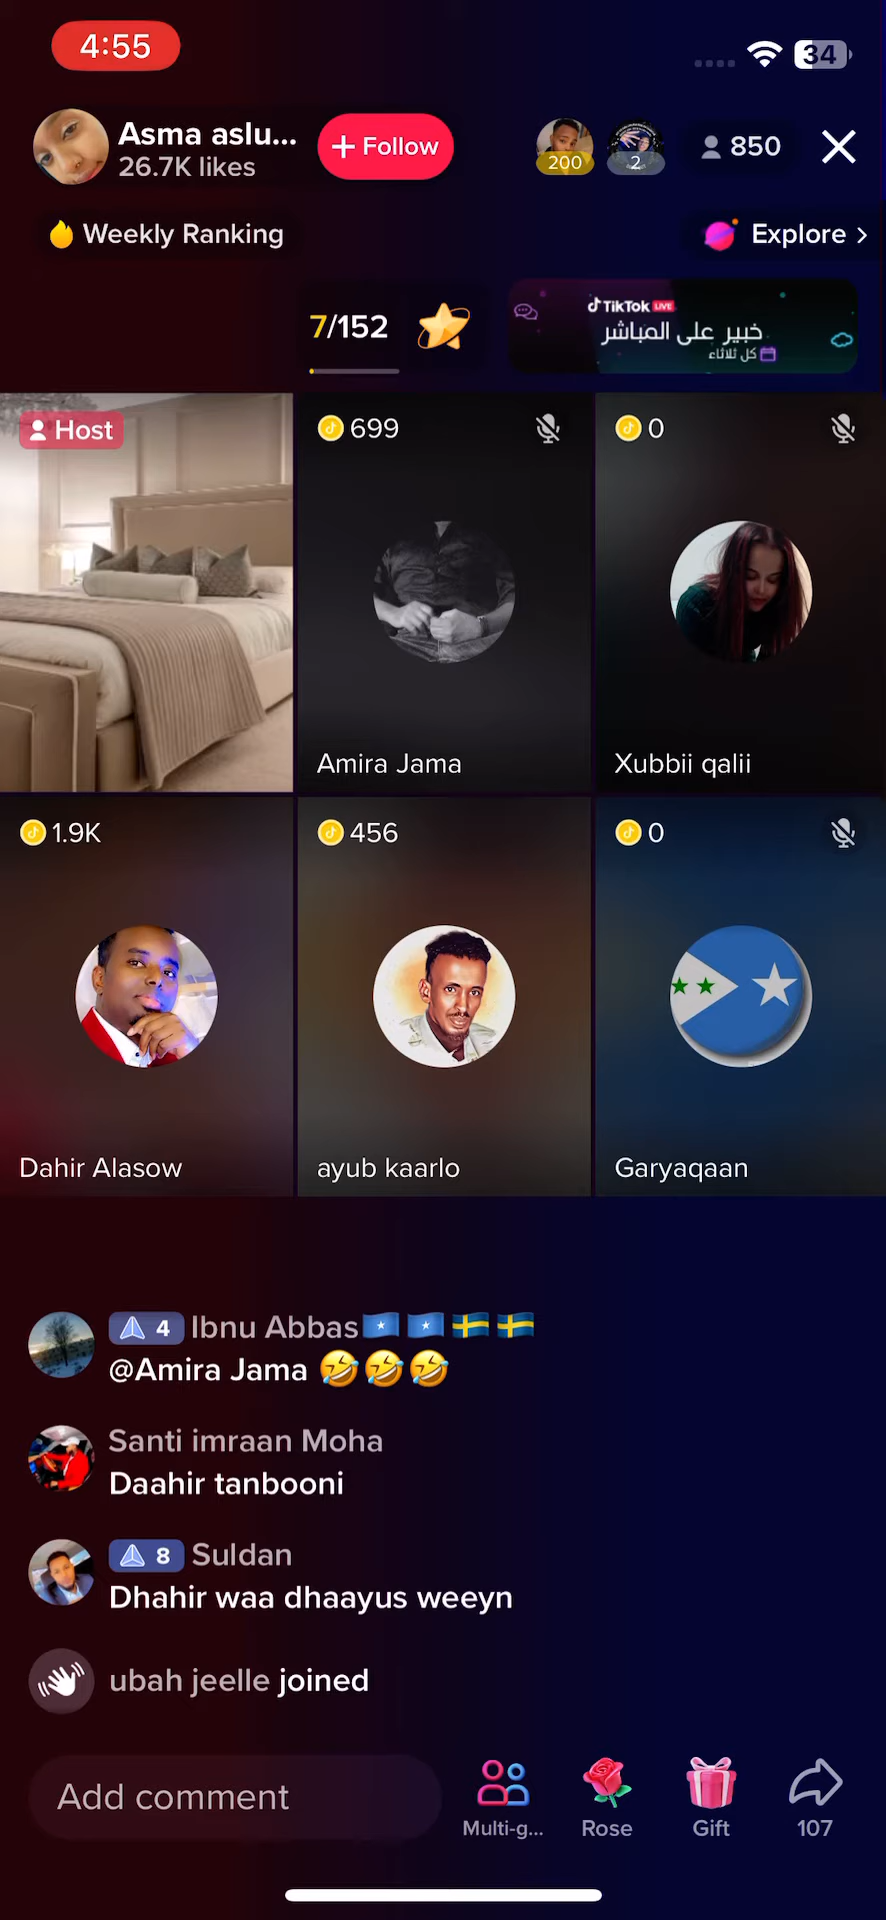 4:55
34
Asma aslu...
26.7K likes
+ Follow
200
2
850
Weekly Ranking
Explore >
7/152
TikTok LIVE
خبير على المباشر
كل ثلاثاء
Host
699
0
Amira Jama
Xubbii qalii
1.9K
456
0
Dahir Alasow
ayub kaarlo
Garyaqaan
4 Ibnu Abbas🇸🇴🇸🇴🇸🇪🇸🇪
@Amira Jama 🤣🤣🤣
Santi imraan Moha
Daahir tanbooni
8 Suldan
Dhahir waa dhaayus weeyn
ubah jeelle joined
Add comment
Multi-g...
Rose
Gift
107